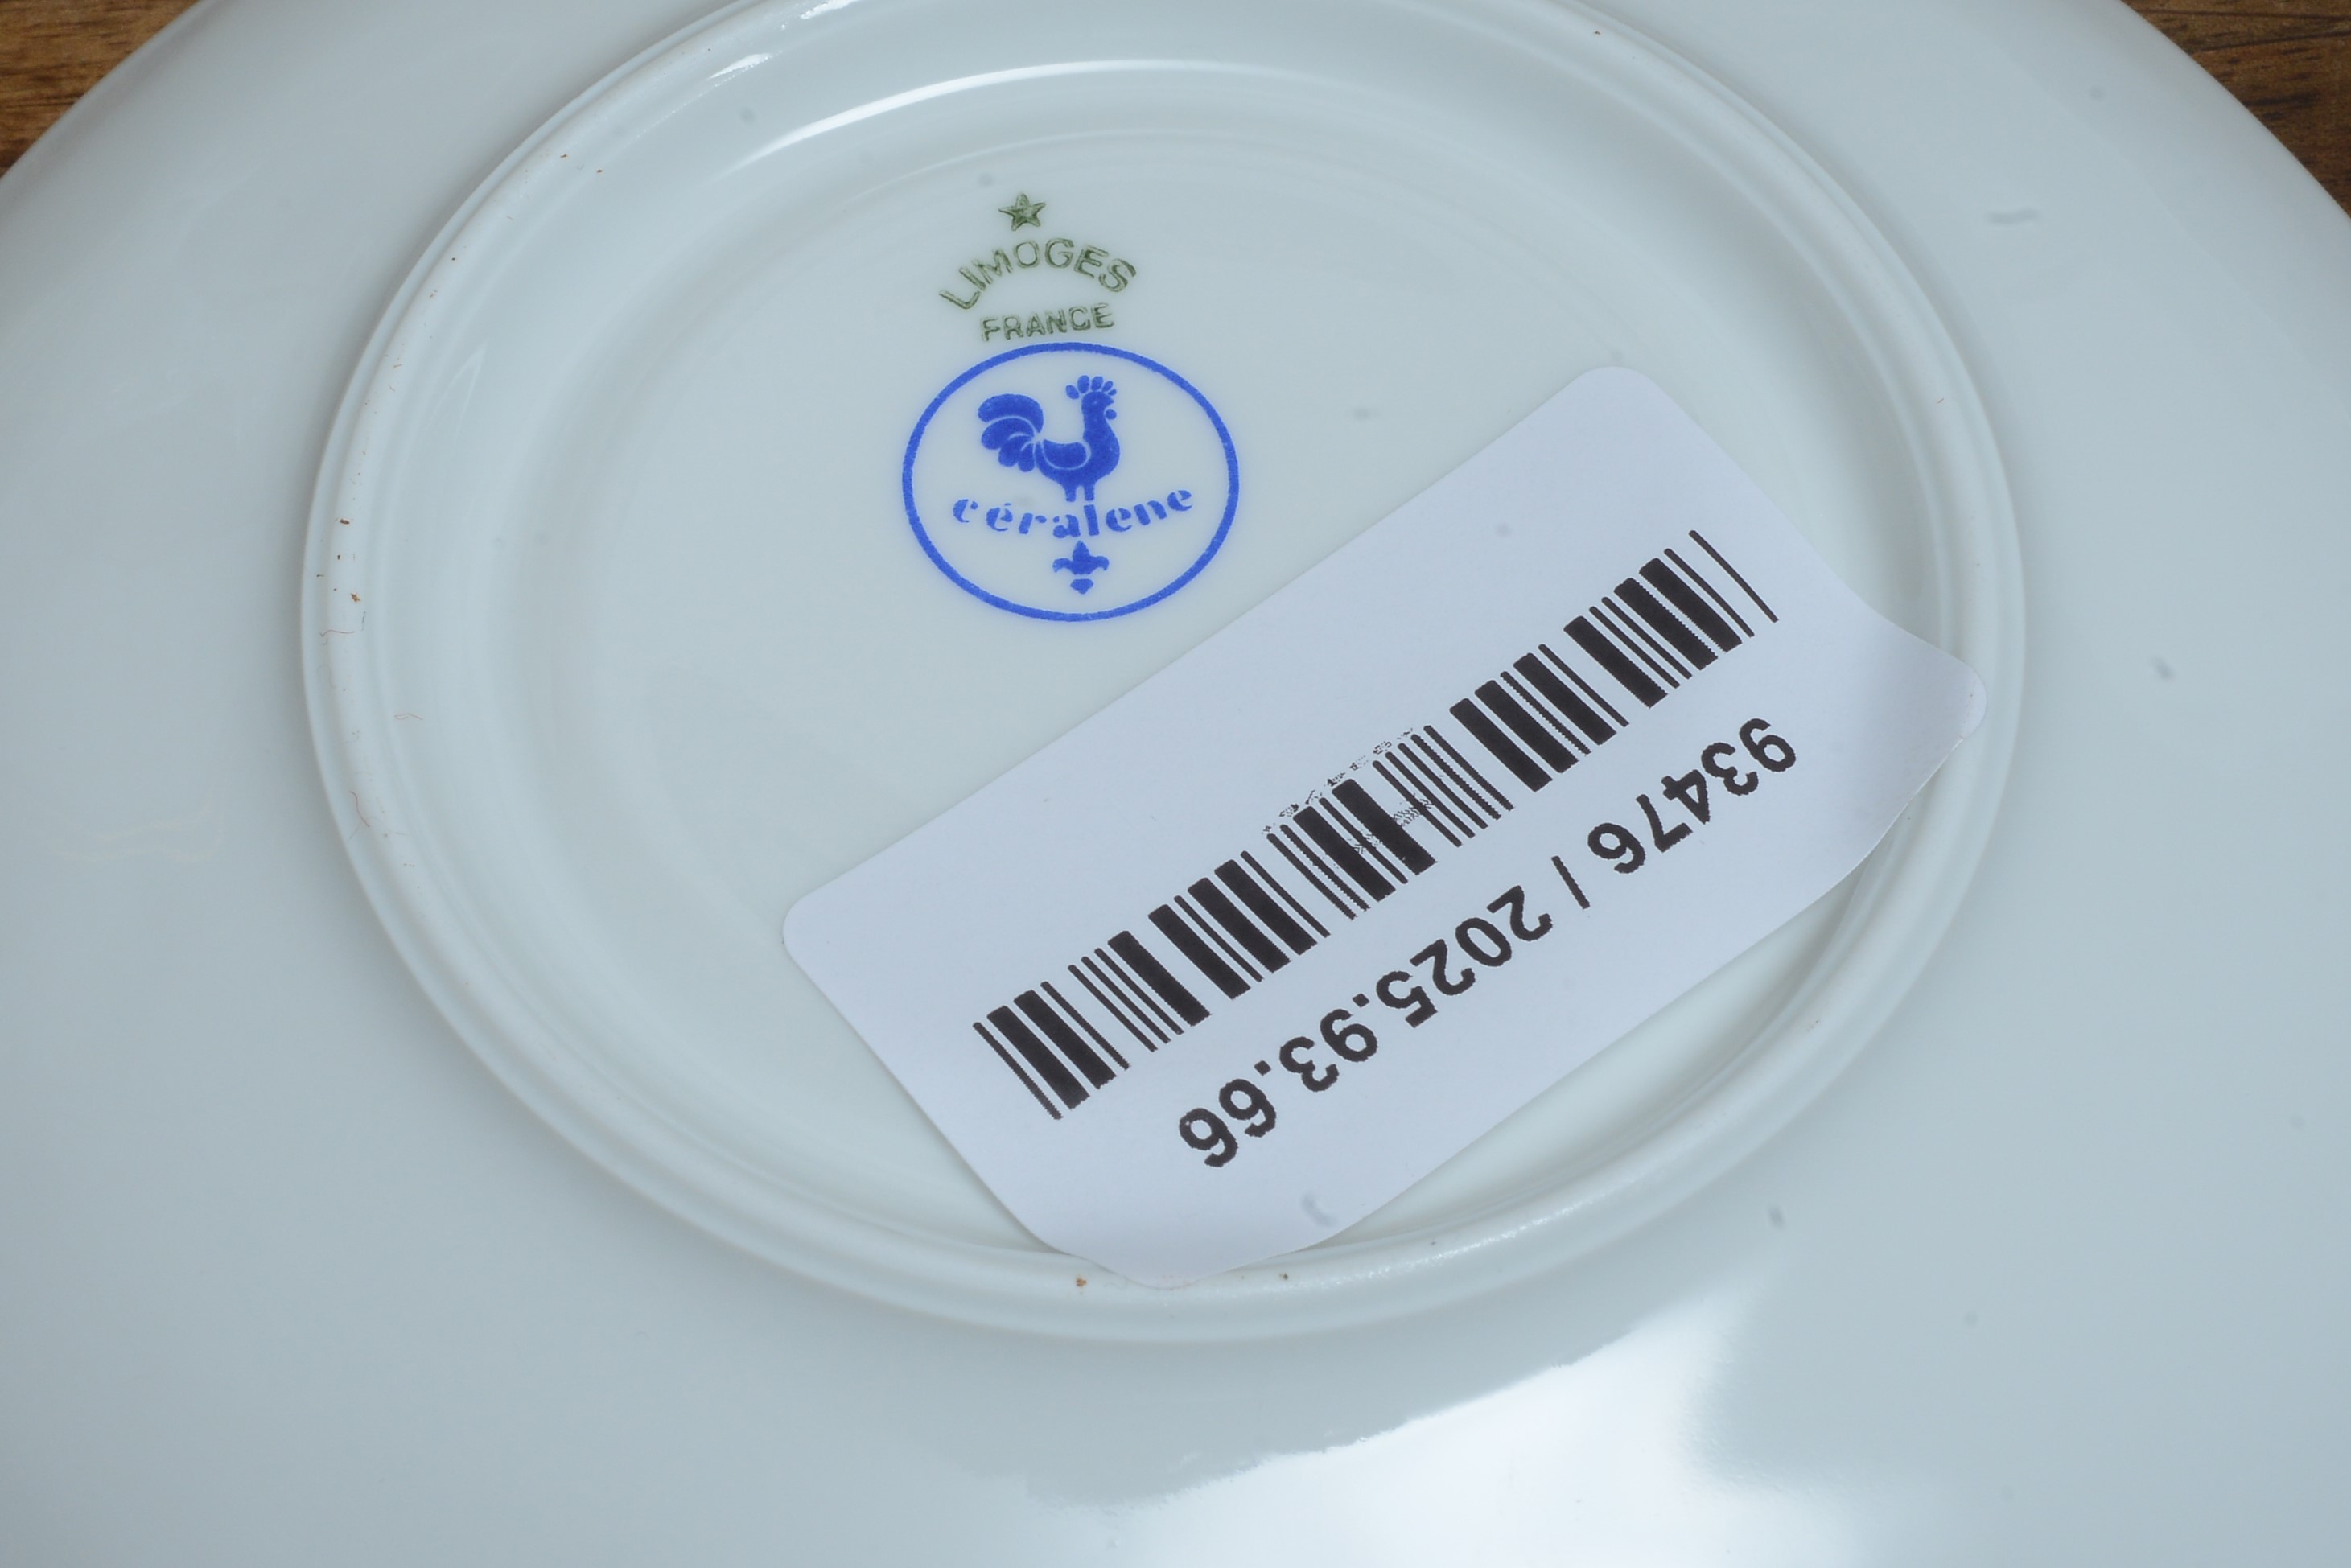 LIMOGES
FRANCE
céralene
93476 / 2025.93.66